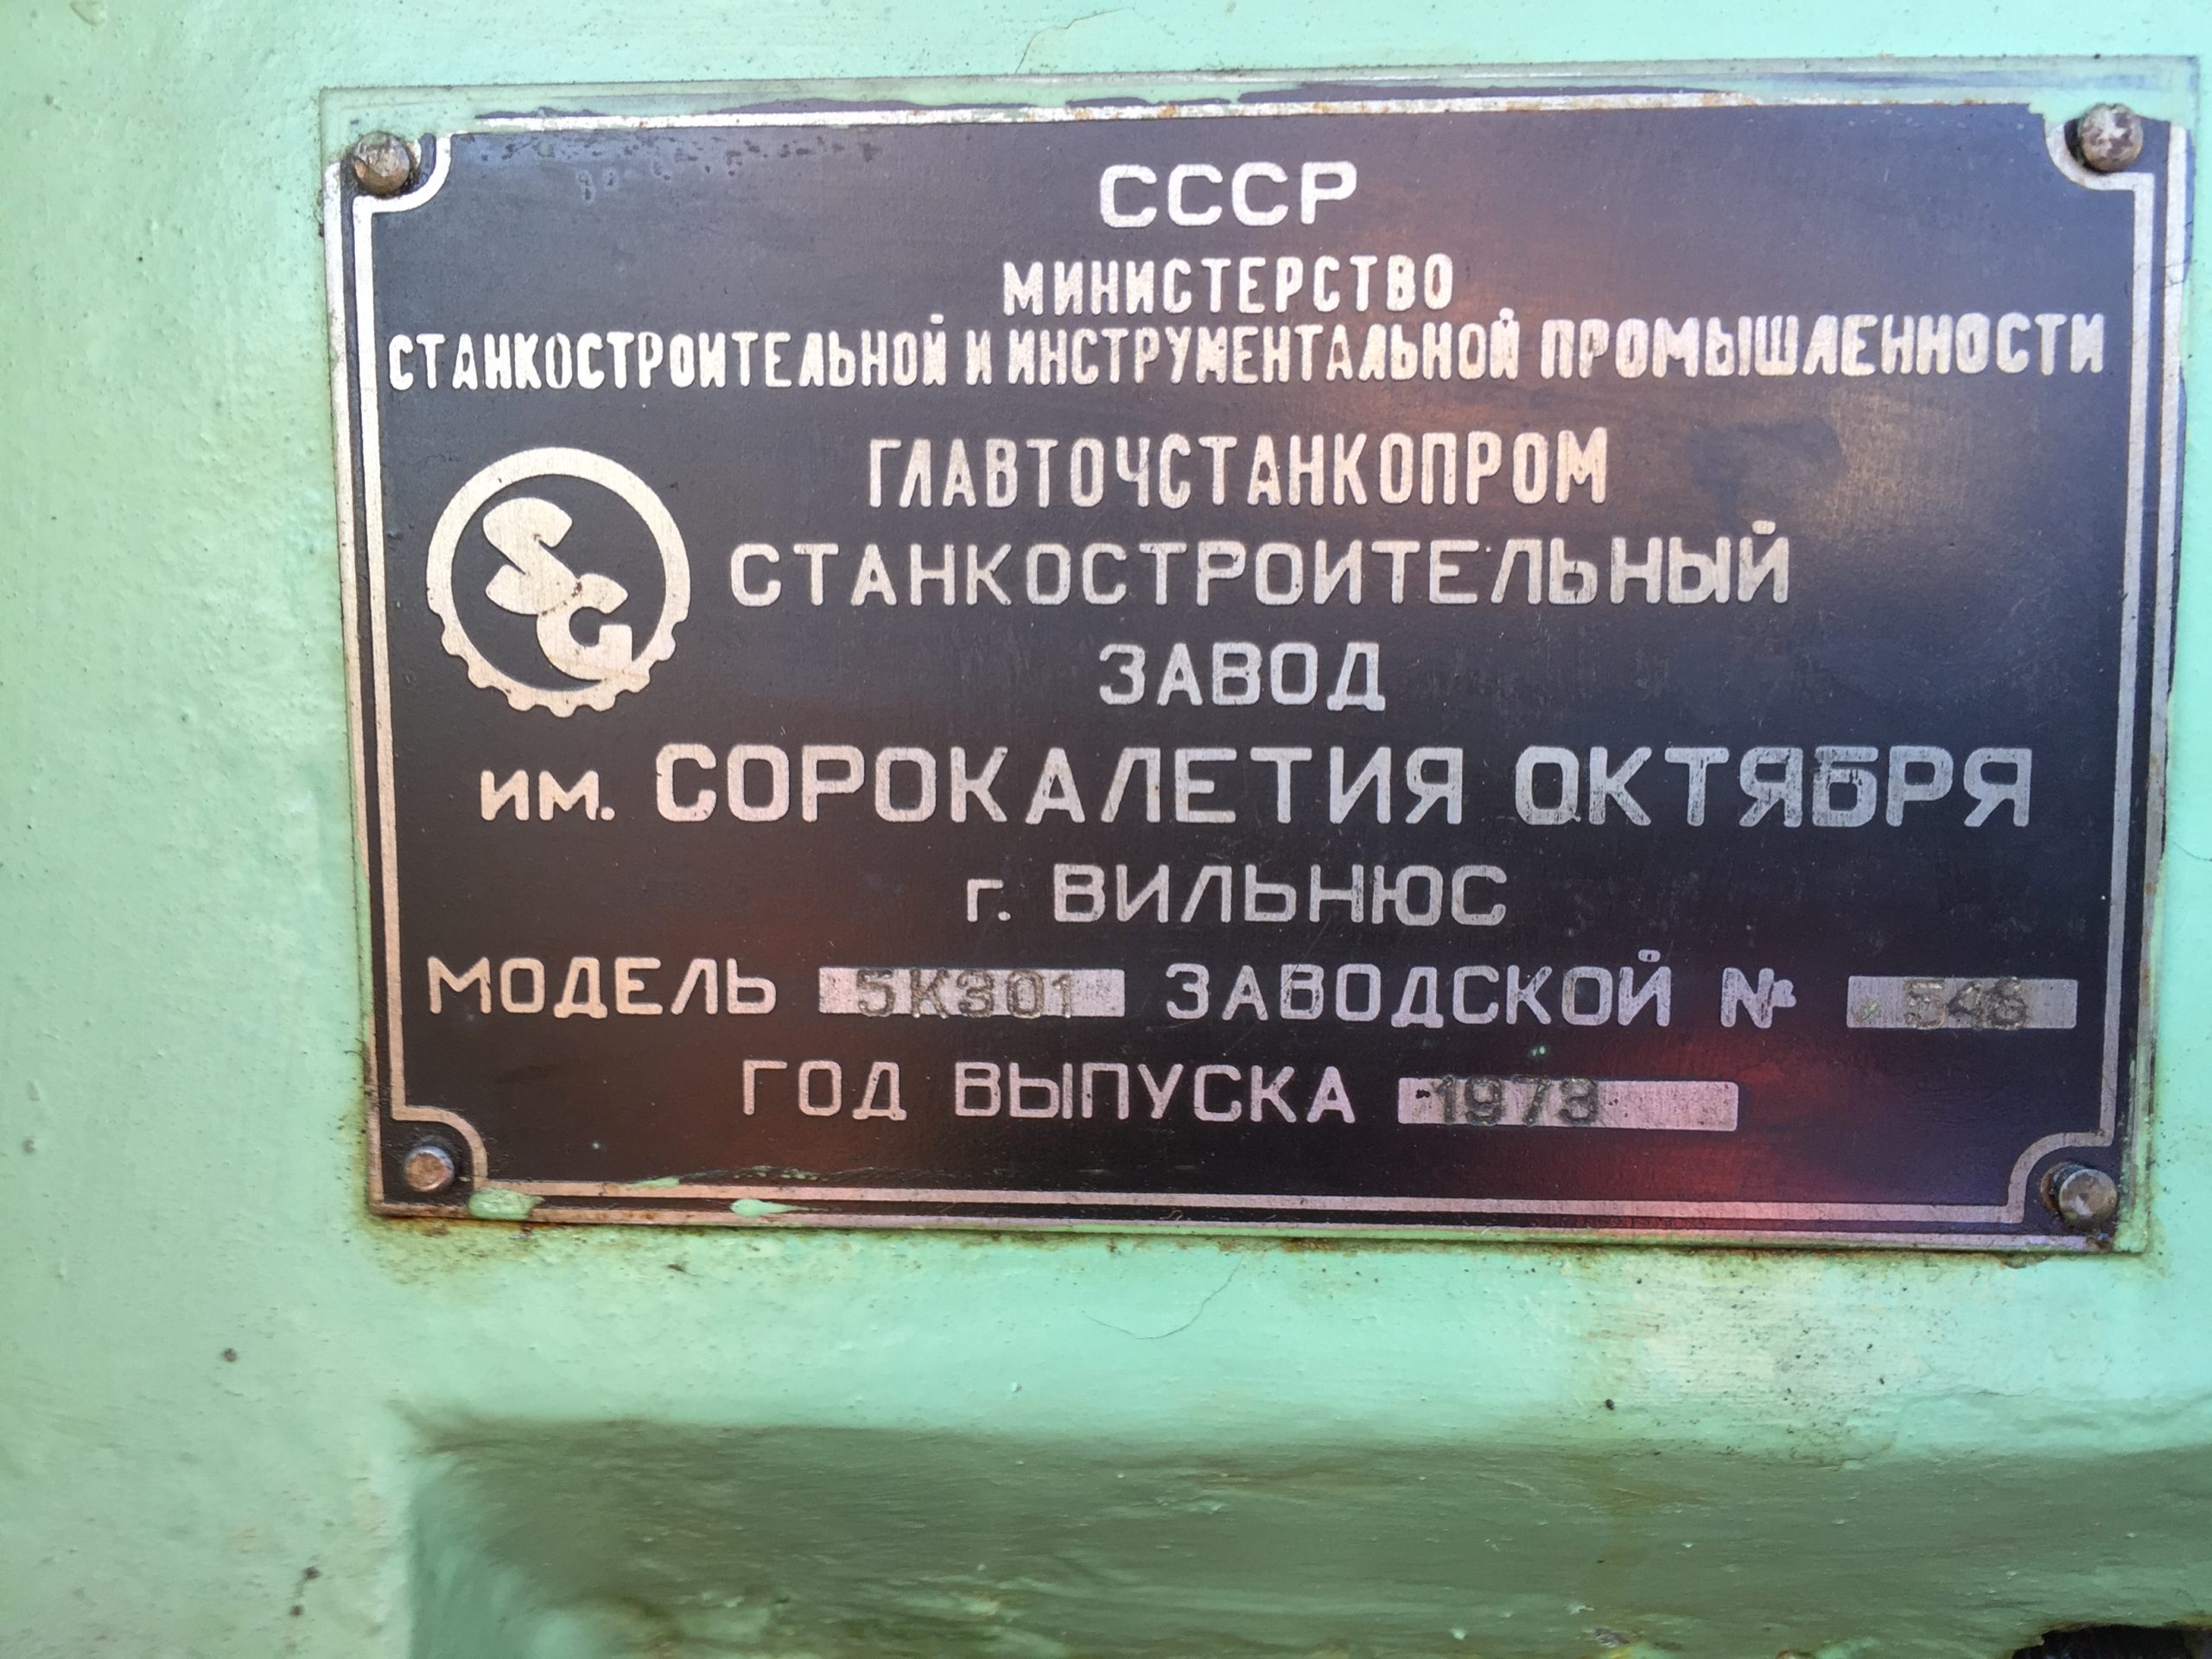 СССР
МИНИСТЕРСТВО
СТАНКОСТРОИТЕЛЬНОЙ И ИНСТРУМЕНТАЛЬНОЙ ПРОМЫШЛЕННОСТИ
ГЛАВТОЧСТАНКОПРОМ
SG СТАНКОСТРОИТЕЛЬНЫЙ
ЗАВОД
им. СОРОКАЛЕТИЯ ОКТЯБРЯ
г. ВИЛЬНЮС
МОДЕЛЬ 5К301 ЗАВОДСКОЙ №
ГОД ВЫПУСКА 1973